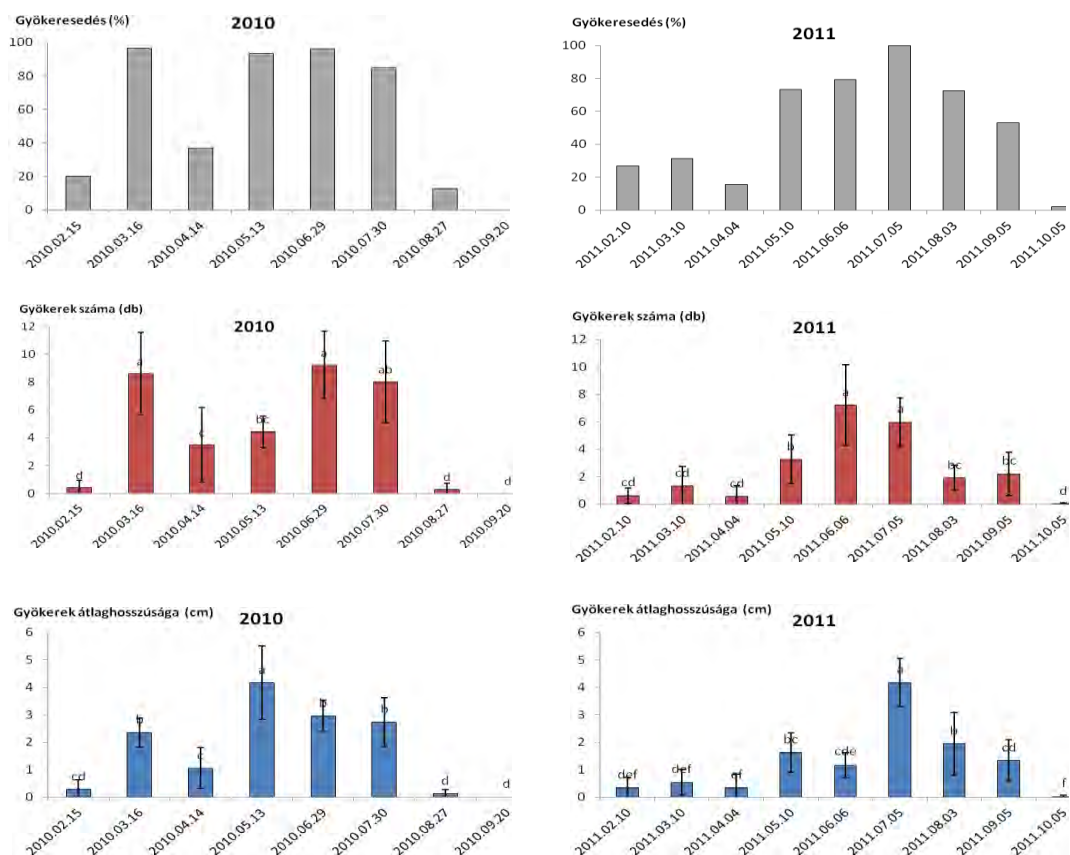 Gyökeresedés (%)
2010
100
80
60
40
20
0
2010.02.15
2010.03.16
2010.04.14
2010.05.13
2010.06.29
2010.07.30
2010.08.27
2010.09.20
Gyökeresedés (%)
2011
100
80
60
40
20
0
2011.02.10
2011.03.10
2011.04.04
2011.05.10
2011.06.06
2011.07.05
2011.08.03
2011.09.05
2011.10.05
Gyökerek száma (db)
2010
12
10
8
6
4
2
0
d
a
c
bc
a
ab
d
d
2010.02.15
2010.03.16
2010.04.14
2010.05.13
2010.06.29
2010.07.30
2010.08.27
2010.09.20
Gyökerek száma (db)
2011
12
10
8
6
4
2
0
cd
cd
cd
b
a
a
bc
bc
d
2011.02.10
2011.03.10
2011.04.04
2011.05.10
2011.06.06
2011.07.05
2011.08.03
2011.09.05
2011.10.05
Gyökerek átlaghosszúsága (cm)
2010
6
5
4
3
2
1
0
cd
b
c
a
b
b
d
d
2010.02.15
2010.03.16
2010.04.14
2010.05.13
2010.06.29
2010.07.30
2010.08.27
2010.09.20
Gyökerek átlaghosszúsága (cm)
2011
6
5
4
3
2
1
0
def
def
ef
bc
cde
a
b
cd
f
2011.02.10
2011.03.10
2011.04.04
2011.05.10
2011.06.06
2011.07.05
2011.08.03
2011.09.05
2011.10.05